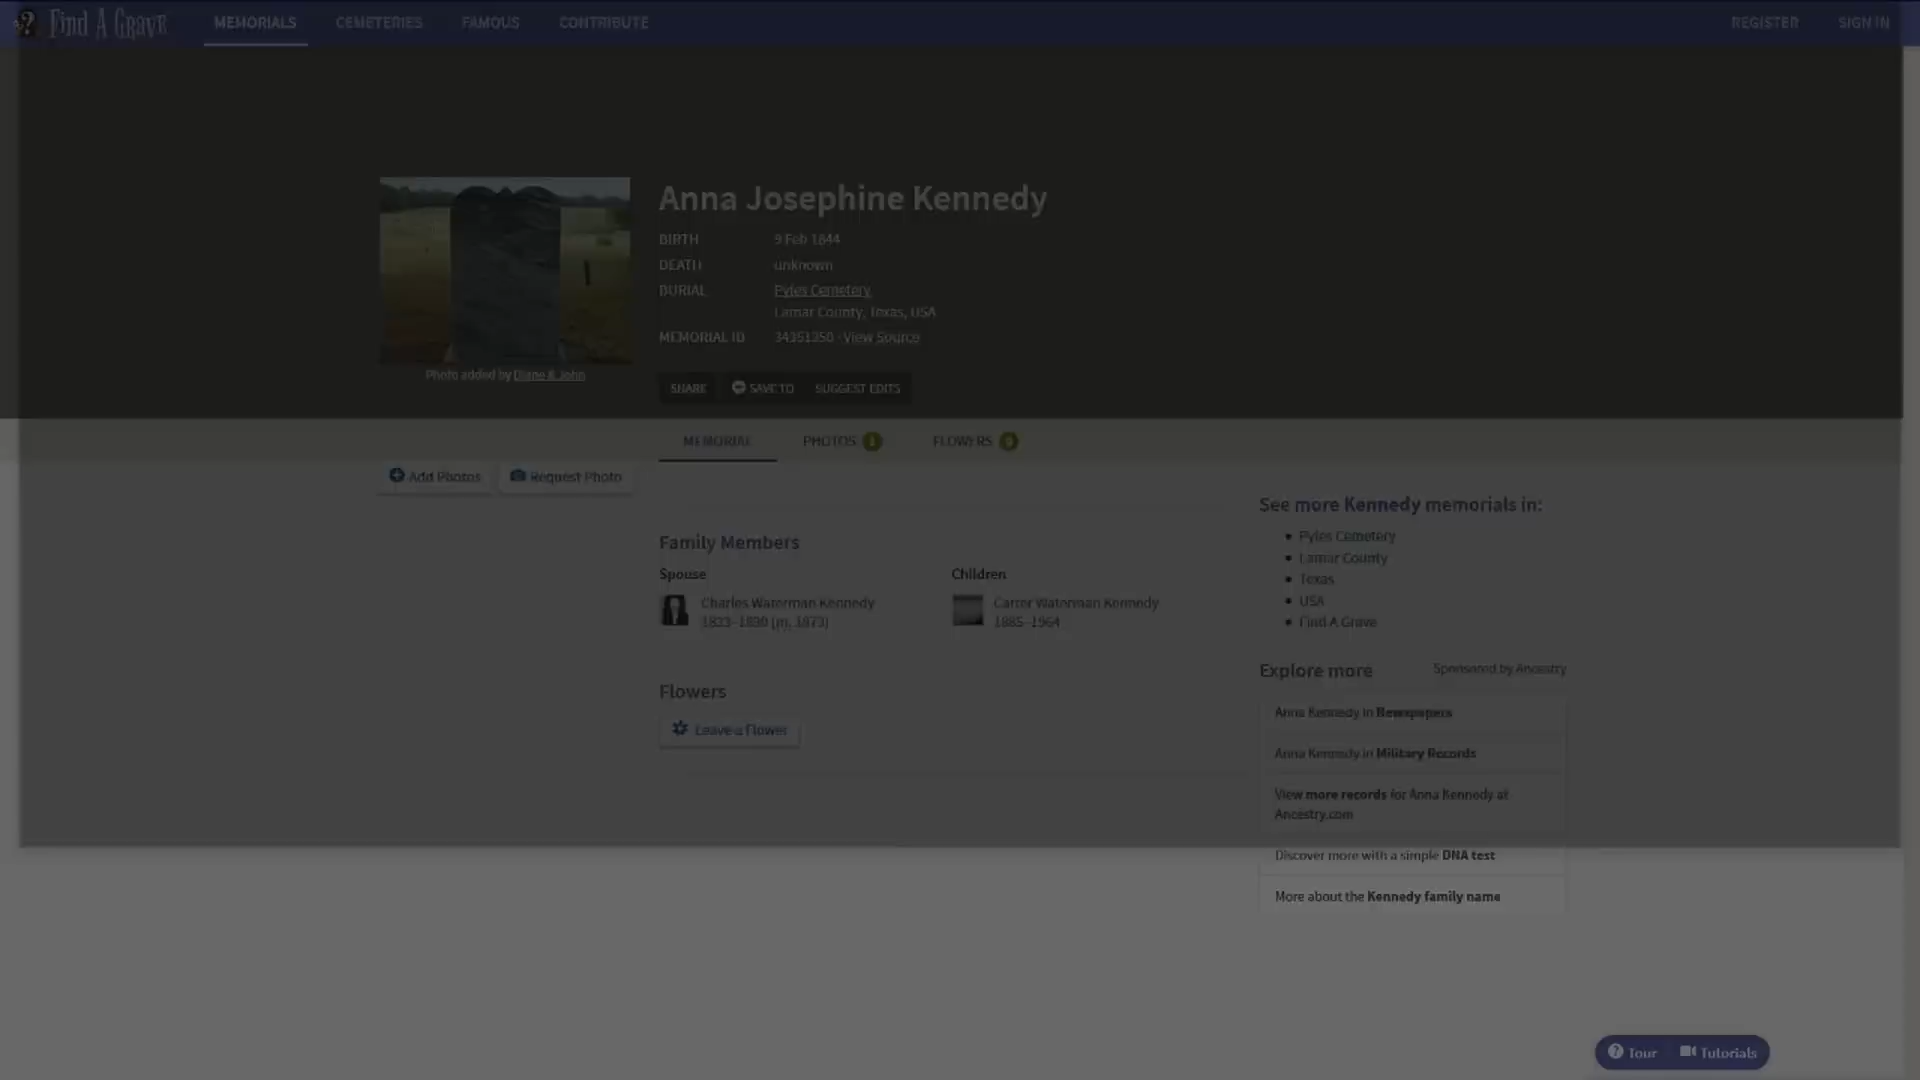 Find A Grave
MEMORIALS
CEMETERIES
FAMOUS
CONTRIBUTE
REGISTER
SIGN IN
Anna Josephine Kennedy
BIRTH 9 Feb 1844
DEATH unknown
BURIAL Pyles Cemetery
Lamar County, Texas, USA
MEMORIAL ID 34351350 · View Source
Photo added by Diane & John
SHARE
SAVE TO
SUGGEST EDITS
MEMORIAL
PHOTOS 1
FLOWERS
Add Photos
Request Photo
See more Kennedy memorials in:
• Pyles Cemetery
• Lamar County
• Texas
• USA
• Find A Grave
Family Members
Spouse
Charles Waterman Kennedy
(m. 1873)
Children
Carter Waterman Kennedy
1885–1964
Flowers
Leave a Flower
Explore more
Sponsored by Ancestry
Anna Kennedy in Newspapers
Anna Kennedy in Military Records
View more records for Anna Kennedy at
Ancestry.com
Discover more with a simple DNA test
More about the Kennedy family name
Tour
Tutorials